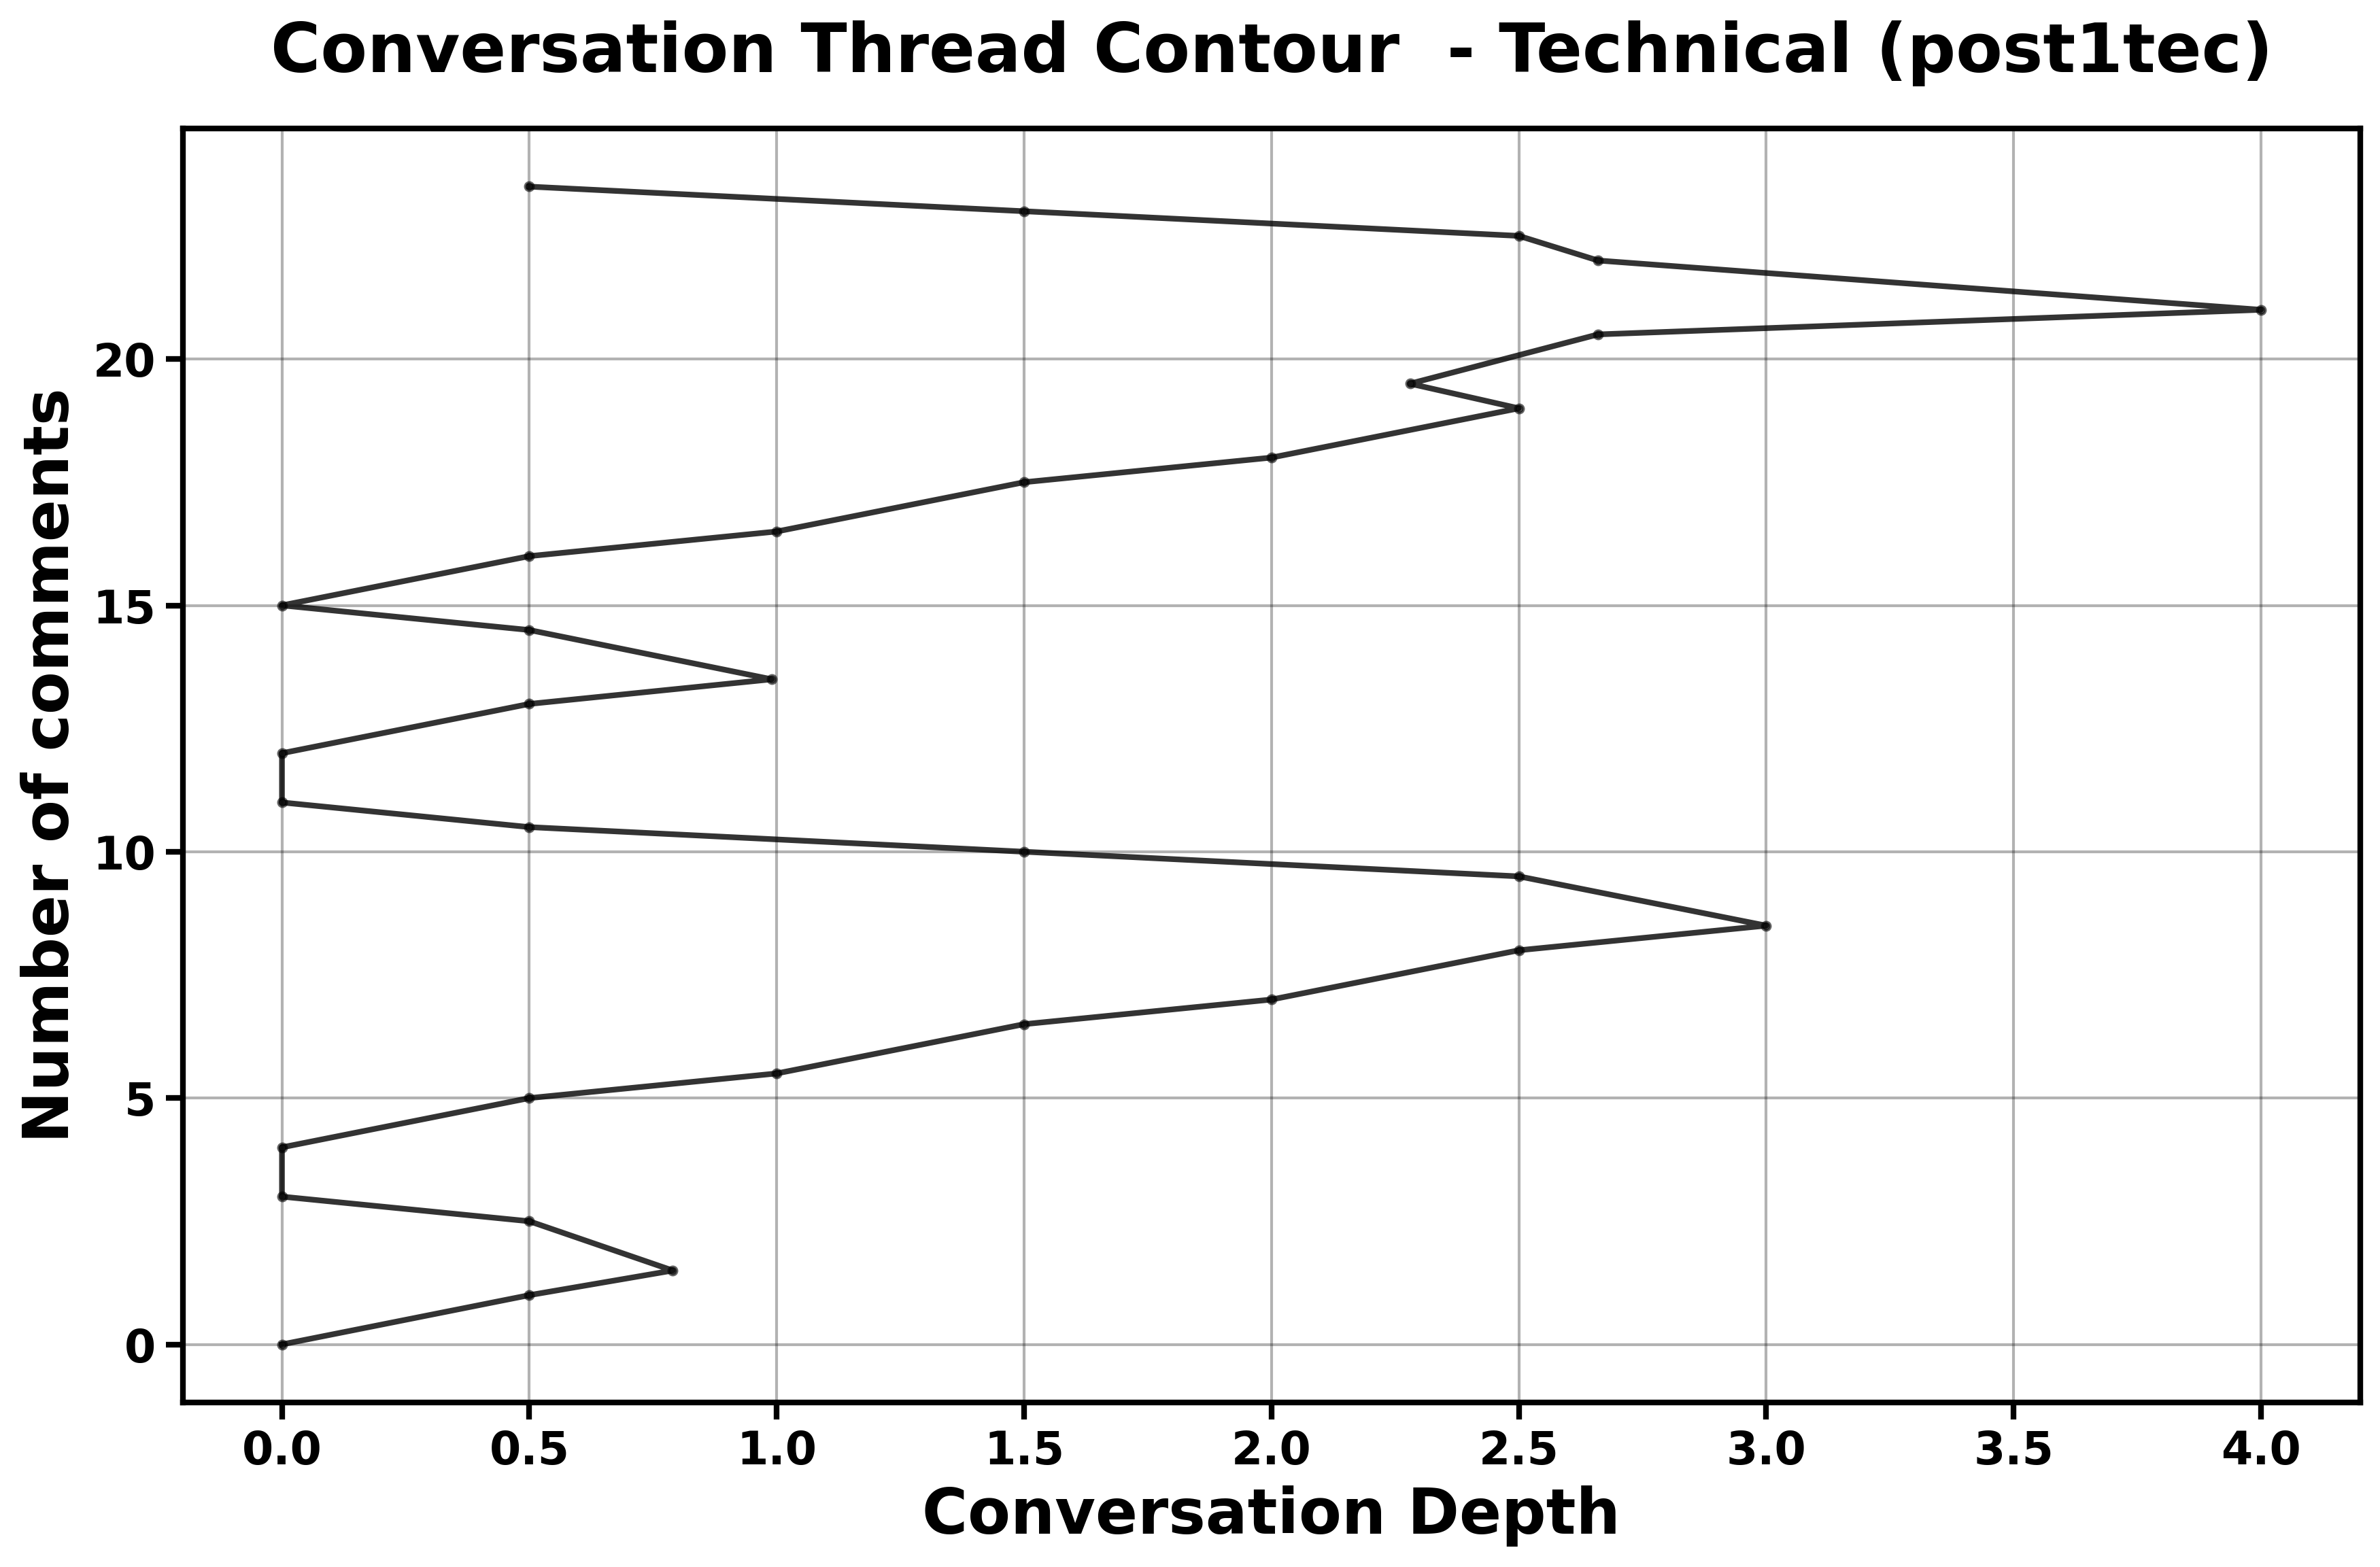 Conversation Thread Contour  - Technical (post1tec)
Number of comments
20
15
10
5
0
0.0 0.5 1.0 1.5 2.0 2.5 3.0 3.5 4.0
Conversation Depth